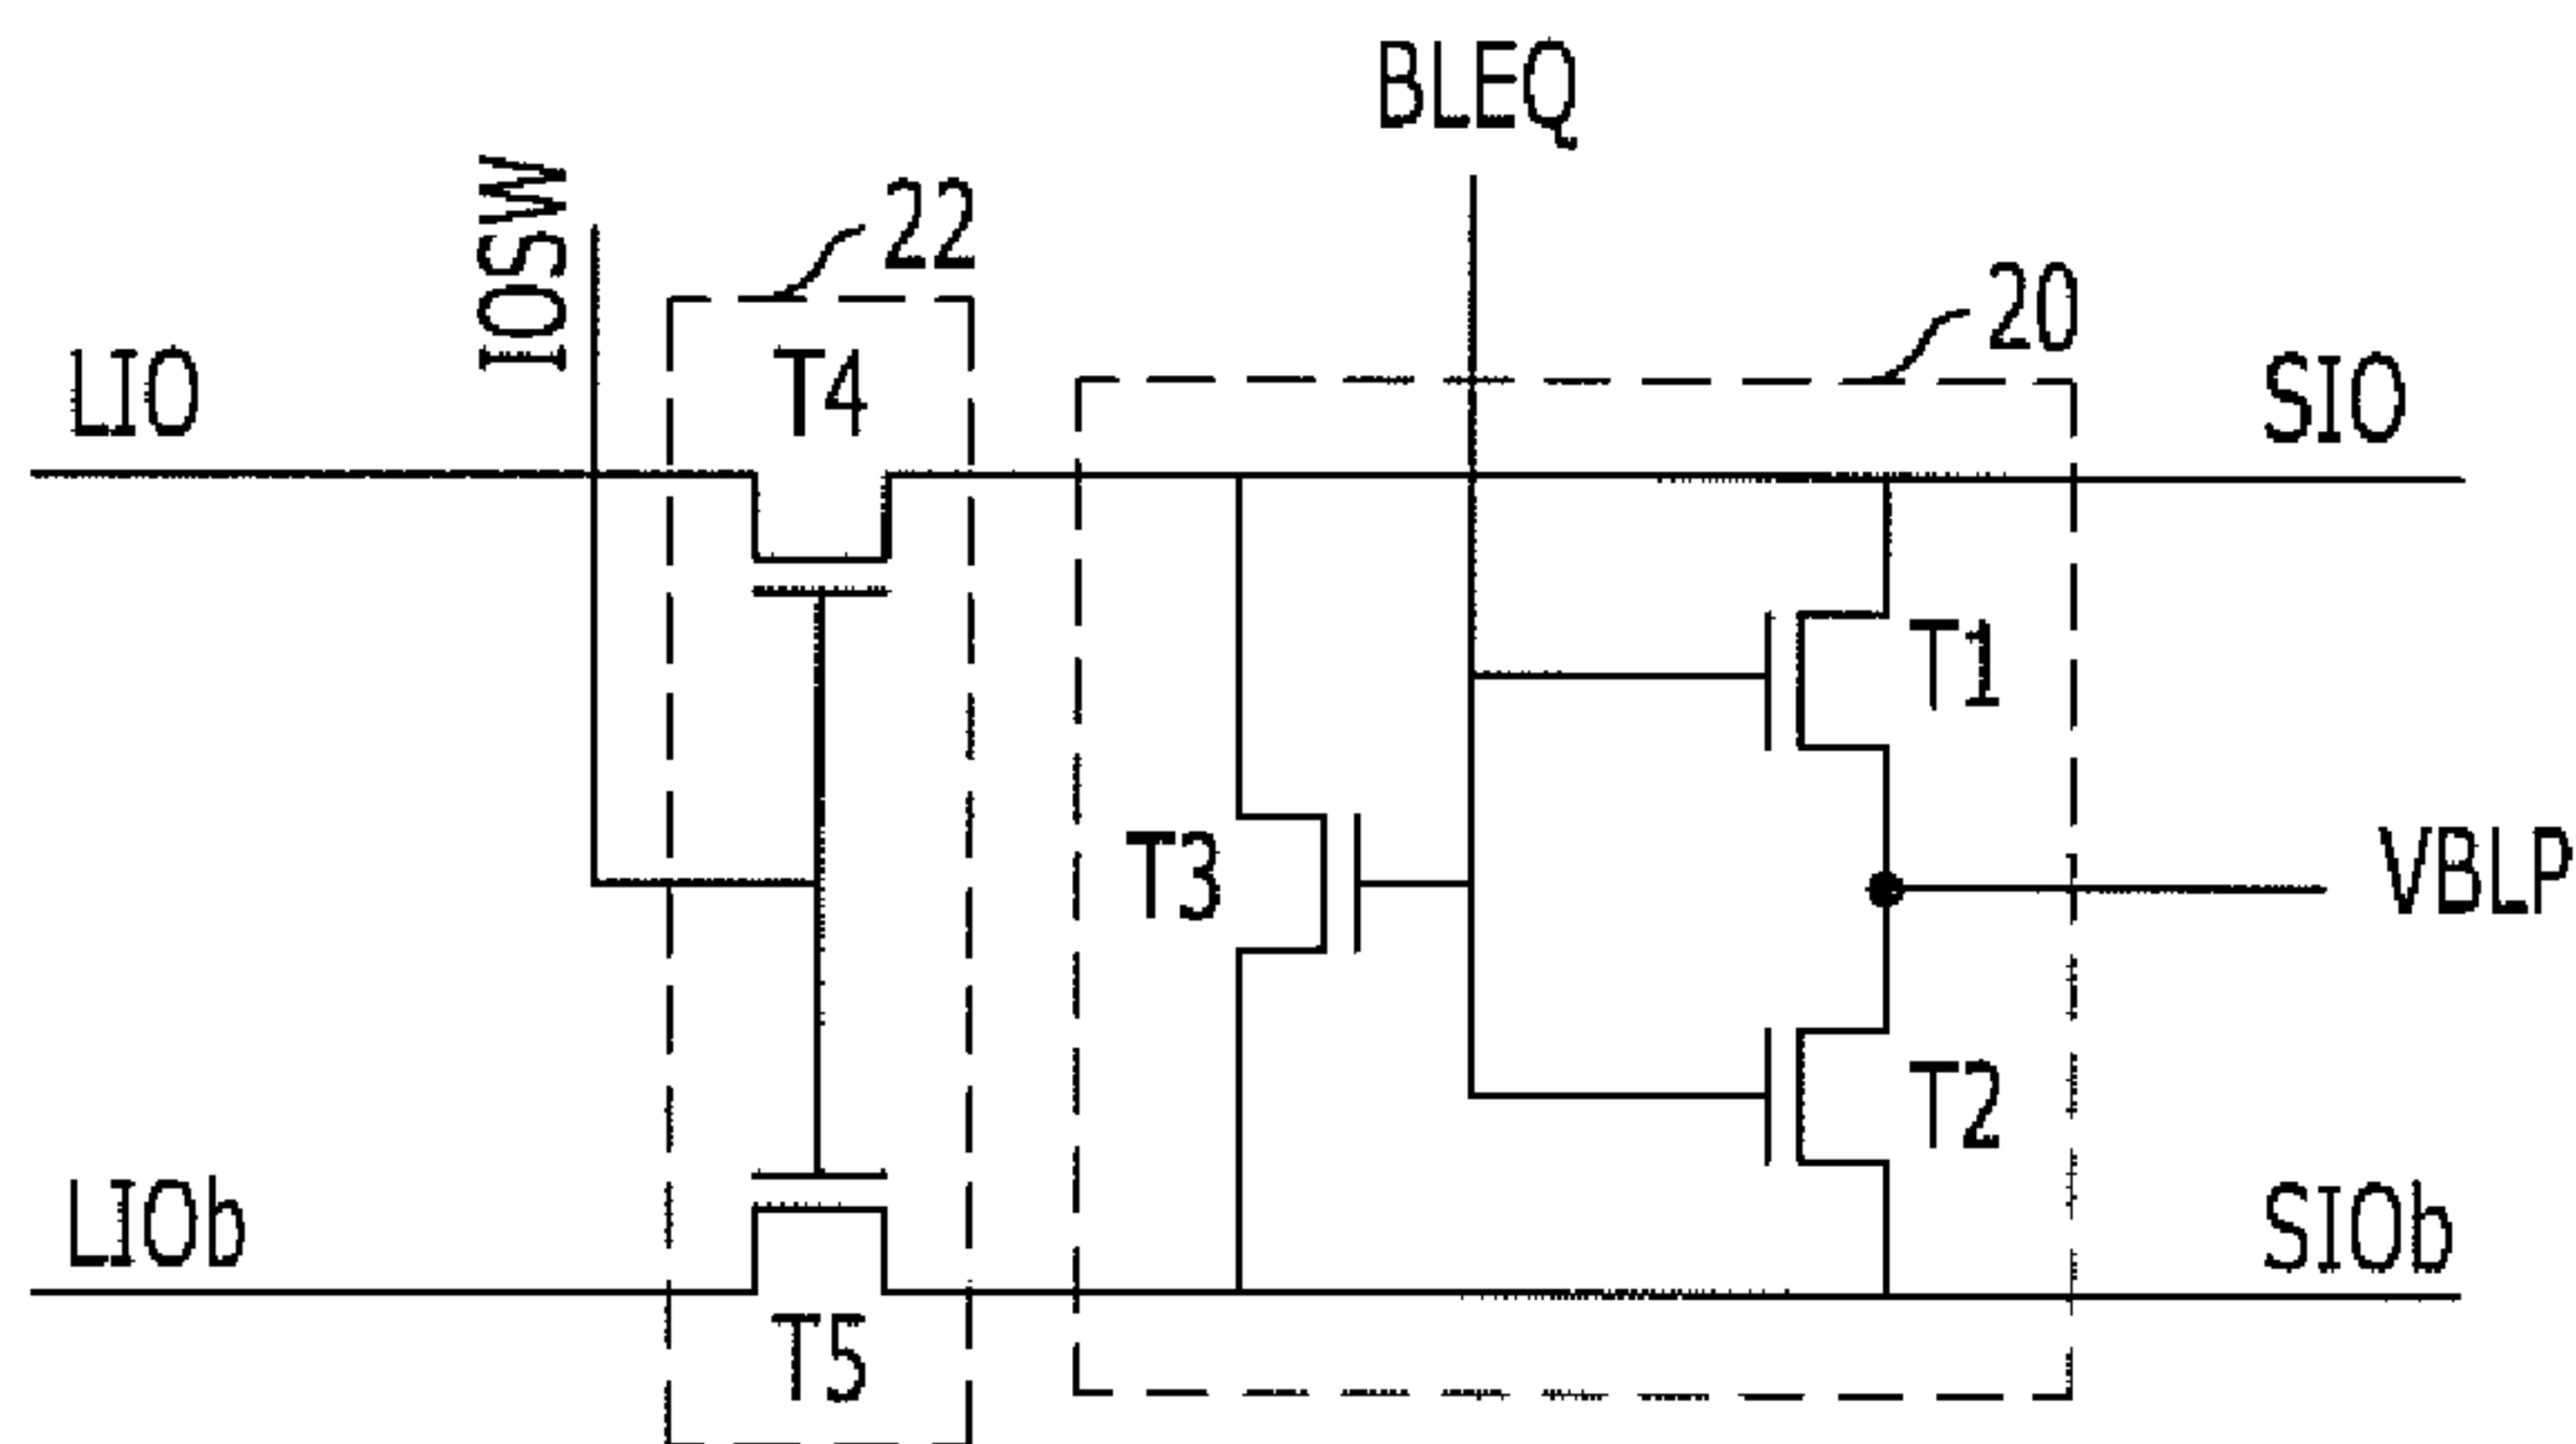 BLEQ
IOSW
22
20
LIO
T4
SIO
T1
T3
VBLP
T2
LIOb
SIOb
T5